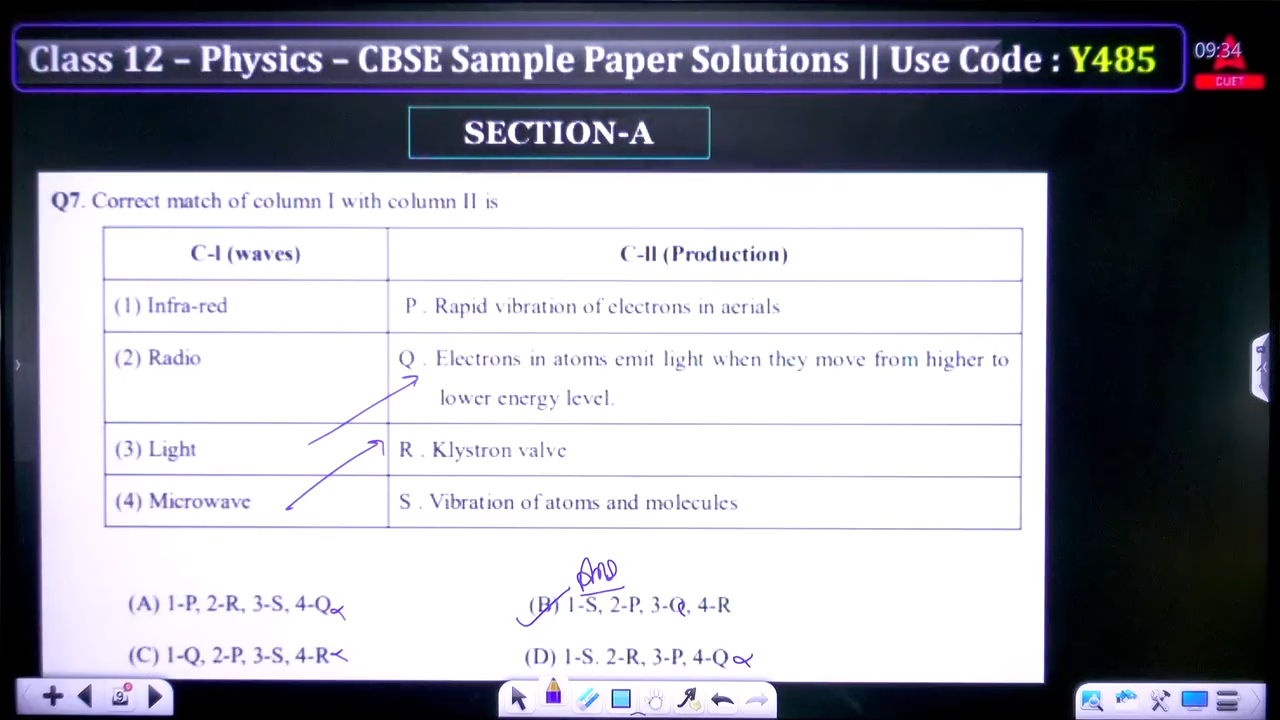 Class 12 – Physics – CBSE Sample Paper Solutions || Use Code : Y485
09:34
CUET
SECTION-A
Q7. Correct match of column I with column II is
C-I (waves) C-II (Production)
(1) Infra-red P . Rapid vibration of electrons in aerials
(2) Radio Q . Electrons in atoms emit light when they move from higher to
lower energy level.
(3) Light R . Klystron valve
(4) Microwave S . Vibration of atoms and molecules
Ans
(A) 1-P, 2-R, 3-S, 4-Q (B) 1-S, 2-P, 3-Q, 4-R
(C) 1-Q, 2-P, 3-S, 4-R (D) 1-S. 2-R, 3-P, 4-Q